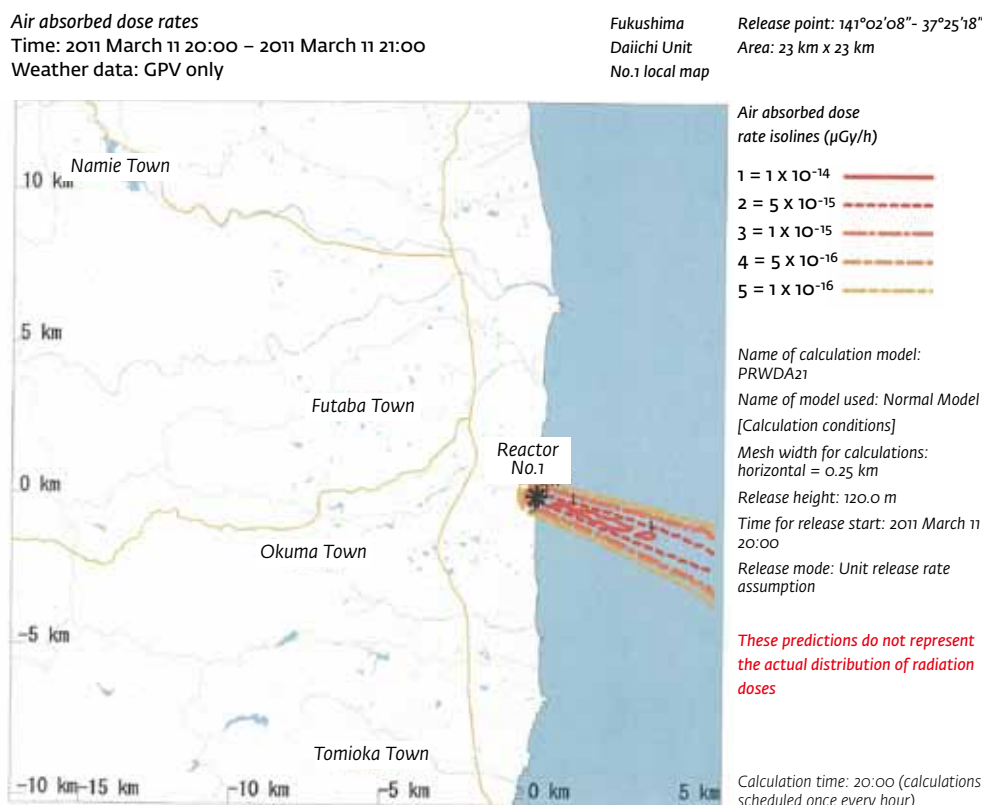 Air absorbed dose rates
Time: 2011 March 11 20:00 – 2011 March 11 21:00
Weather data: GPV only
Fukushima
Daiichi Unit
No.1 local map
Release point: 141°02'08"- 37°25'18"
Area: 23 km x 23 km
Air absorbed dose
rate isolines (μGy/h)
1 = 1 X 10⁻¹⁴
2 = 5 X 10⁻¹⁵
3 = 1 X 10⁻¹⁵
4 = 5 X 10⁻¹⁶
5 = 1 X 10⁻¹⁶
Name of calculation model:
PRWDA21
Name of model used: Normal Model
[Calculation conditions]
Mesh width for calculations:
horizontal = 0.25 km
Release height: 120.0 m
Time for release start: 2011 March 11
20:00
Release mode: Unit release rate
assumption
These predictions do not represent
the actual distribution of radiation
doses
Calculation time: 20:00 (calculations
scheduled once every hour)
Namie Town
10 km
5 km
Futaba Town
Reactor
No.1
0 km
Okuma Town
-5 km
Tomioka Town
-10 km -15 km -10 km -5 km 0 km 5 km